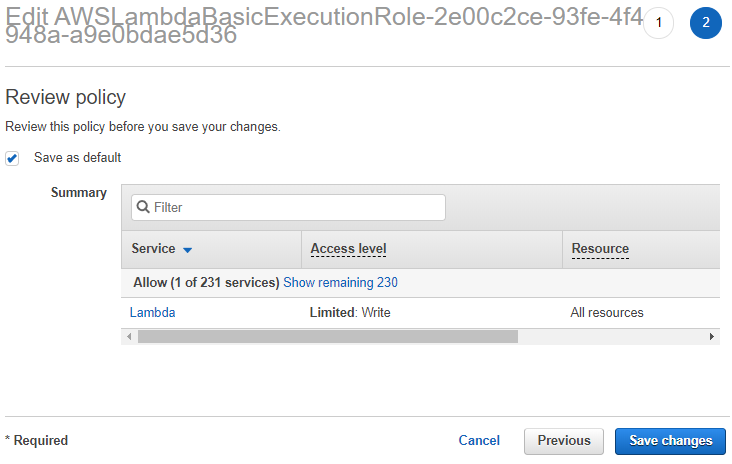 Edit AWSLambdaBasicExecutionRole-2e00c2ce-93fe-4f4 1 2
948a-a9e0bdae5d36
Review policy
Review this policy before you save your changes.
Save as default
Summary
Filter
Service Access level Resource
Allow (1 of 231 services) Show remaining 230
Lambda Limited: Write All resources
* Required Cancel Previous Save changes